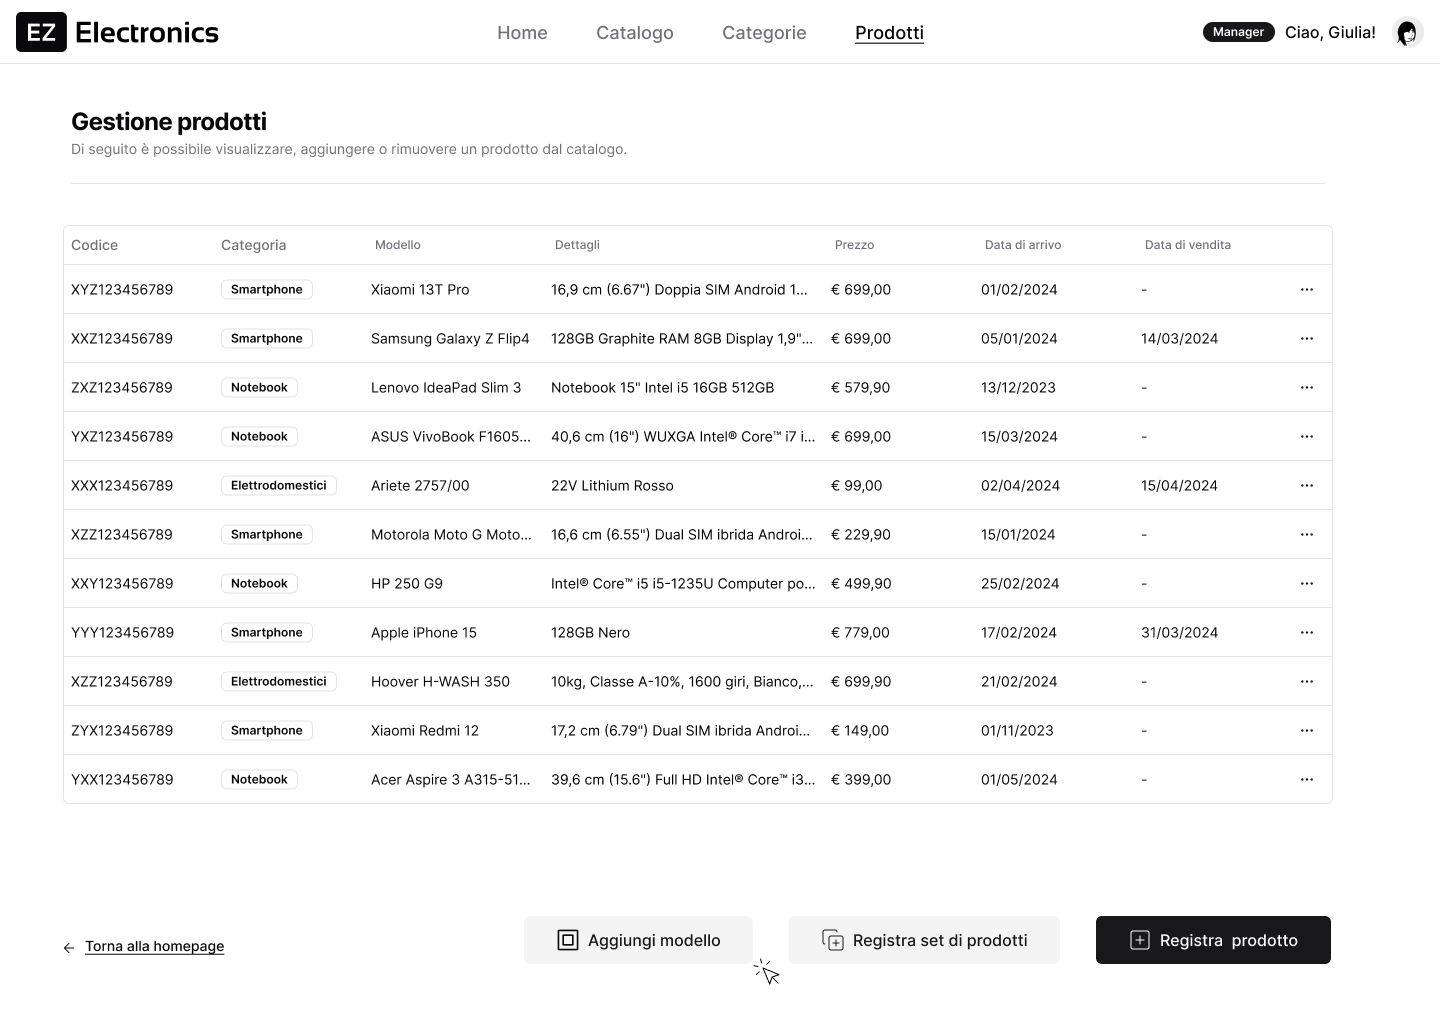 EZ Electronics Home Catalogo Categorie Prodotti Manager Ciao, Giulia!
Gestione prodotti
Di seguito è possibile visualizzare, aggiungere o rimuovere un prodotto dal catalogo.
Codice Categoria Modello Dettagli Prezzo Data di arrivo Data di vendita
XYZ123456789 Smartphone Xiaomi 13T Pro 16,9 cm (6.67") Doppia SIM Android 1... € 699,00 01/02/2024 - ...
XXZ123456789 Smartphone Samsung Galaxy Z Flip4 128GB Graphite RAM 8GB Display 1,9"... € 699,00 05/01/2024 14/03/2024 ...
ZXZ123456789 Notebook Lenovo IdeaPad Slim 3 Notebook 15" Intel i5 16GB 512GB € 579,90 13/12/2023 - ...
YXZ123456789 Notebook ASUS VivoBook F1605... 40,6 cm (16") WUXGA Intel® Core™ i7 i... € 699,00 15/03/2024 - ...
XXX123456789 Elettrodomestici Ariete 2757/00 22V Lithium Rosso € 99,00 02/04/2024 15/04/2024 ...
XZZ123456789 Smartphone Motorola Moto G Moto... 16,6 cm (6.55") Dual SIM ibrida Androi... € 229,90 15/01/2024 - ...
XXY123456789 Notebook HP 250 G9 Intel® Core™ i5 i5-1235U Computer po... € 499,90 25/02/2024 - ...
YYY123456789 Smartphone Apple iPhone 15 128GB Nero € 779,00 17/02/2024 31/03/2024 ...
XZZ123456789 Elettrodomestici Hoover H-WASH 350 10kg, Classe A-10%, 1600 giri, Bianco,... € 699,90 21/02/2024 - ...
ZYX123456789 Smartphone Xiaomi Redmi 12 17,2 cm (6.79") Dual SIM ibrida Androi... € 149,00 01/11/2023 - ...
YXX123456789 Notebook Acer Aspire 3 A315-51... 39,6 cm (15.6") Full HD Intel® Core™ i3... € 399,00 01/05/2024 - ...
← Torna alla homepage Aggiungi modello Registra set di prodotti Registra prodotto